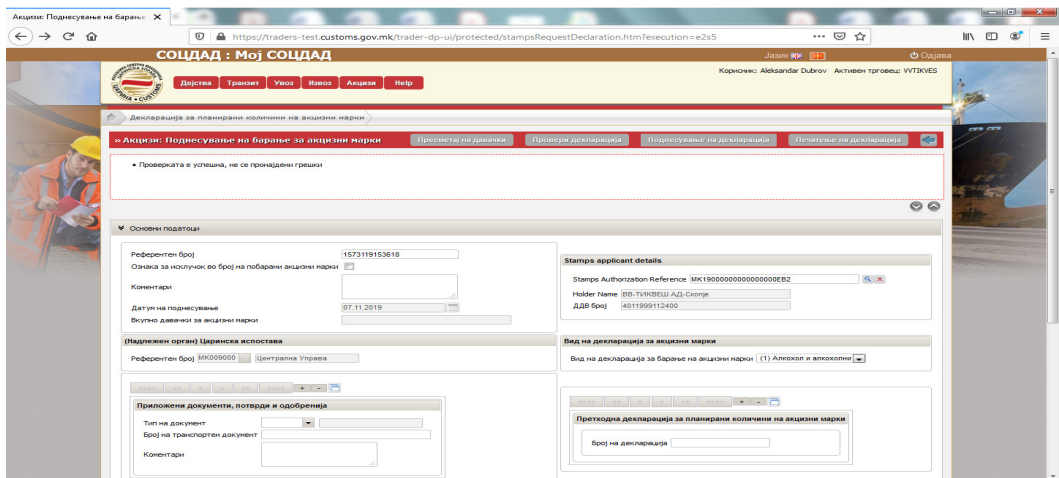 Акцизи: Поднесување на барање
https://traders-test.customs.gov.mk/trader-dp-ui/protected/stampsRequestDeclaration.htm?execution=e2s5
СОЦДАД : Мој СОЦДАД
Јазик
Одјава
Корисник: Aleksandar Dubrov Активен трговец: VVTIKVES
Дејства Транзит Увоз Извоз Акцизи Help
Декларација за планирани количини на акцизни марки
» Акцизи: Поднесување на барање за акцизни марки
Пресметај на давачки Провери декларација Поднесување на декларација Печатење на декларација
• Проверката е успешна, не се пронајдени грешки
Основни податоци
Референтен број 1573119153618
Ознака за исклучок во број на побарани акцизни марки
Коментари
Датум на поднесување 07.11.2019
Вкупно давачки за акцизни марки
Stamps applicant details
Stamps Authorization Reference MK19000000000000000EB2
Holder Name ВВ-ТИКВЕШ АД-Скопје
ДДВ број 4011999112400
(Надлежен орган) Царинска испостава
Референтен број MK009000 Централна Управа
Вид на декларација за акцизни марки
Вид на декларација за барање на акцизни марки (1) Алкохол и алкохолни
Приложени документи, потврди и одобренија
Тип на документ
Број на транспортен документ
Коментари
Претходна декларација за планирани количини на акцизни марки
Број на декларација